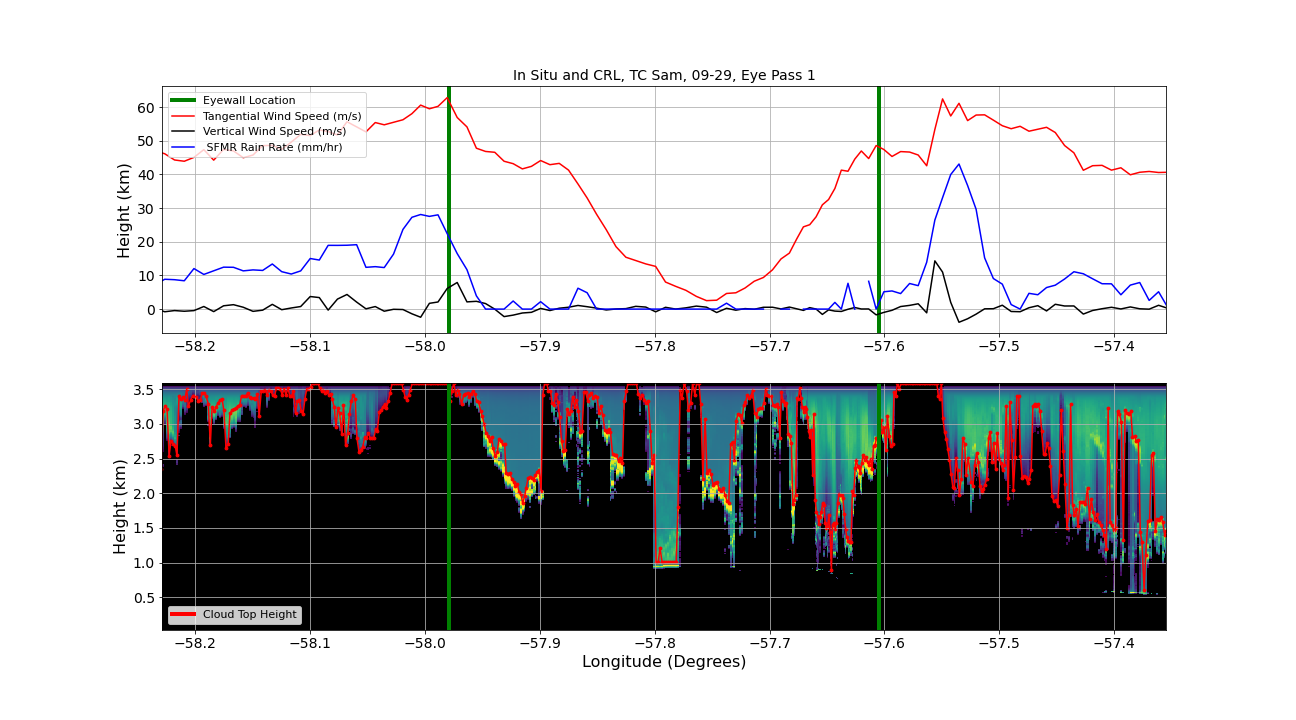 In Situ and CRL, TC Sam, 09-29, Eye Pass 1
Height (km)
60
50
40
30
20
10
0
Eyewall Location
Tangential Wind Speed (m/s)
Vertical Wind Speed (m/s)
SFMR Rain Rate (mm/hr)
−58.2 −58.1 −58.0 −57.9 −57.8 −57.7 −57.6 −57.5 −57.4
Height (km)
3.5
3.0
2.5
2.0
1.5
1.0
0.5
Cloud Top Height
−58.2 −58.1 −58.0 −57.9 −57.8 −57.7 −57.6 −57.5 −57.4
Longitude (Degrees)